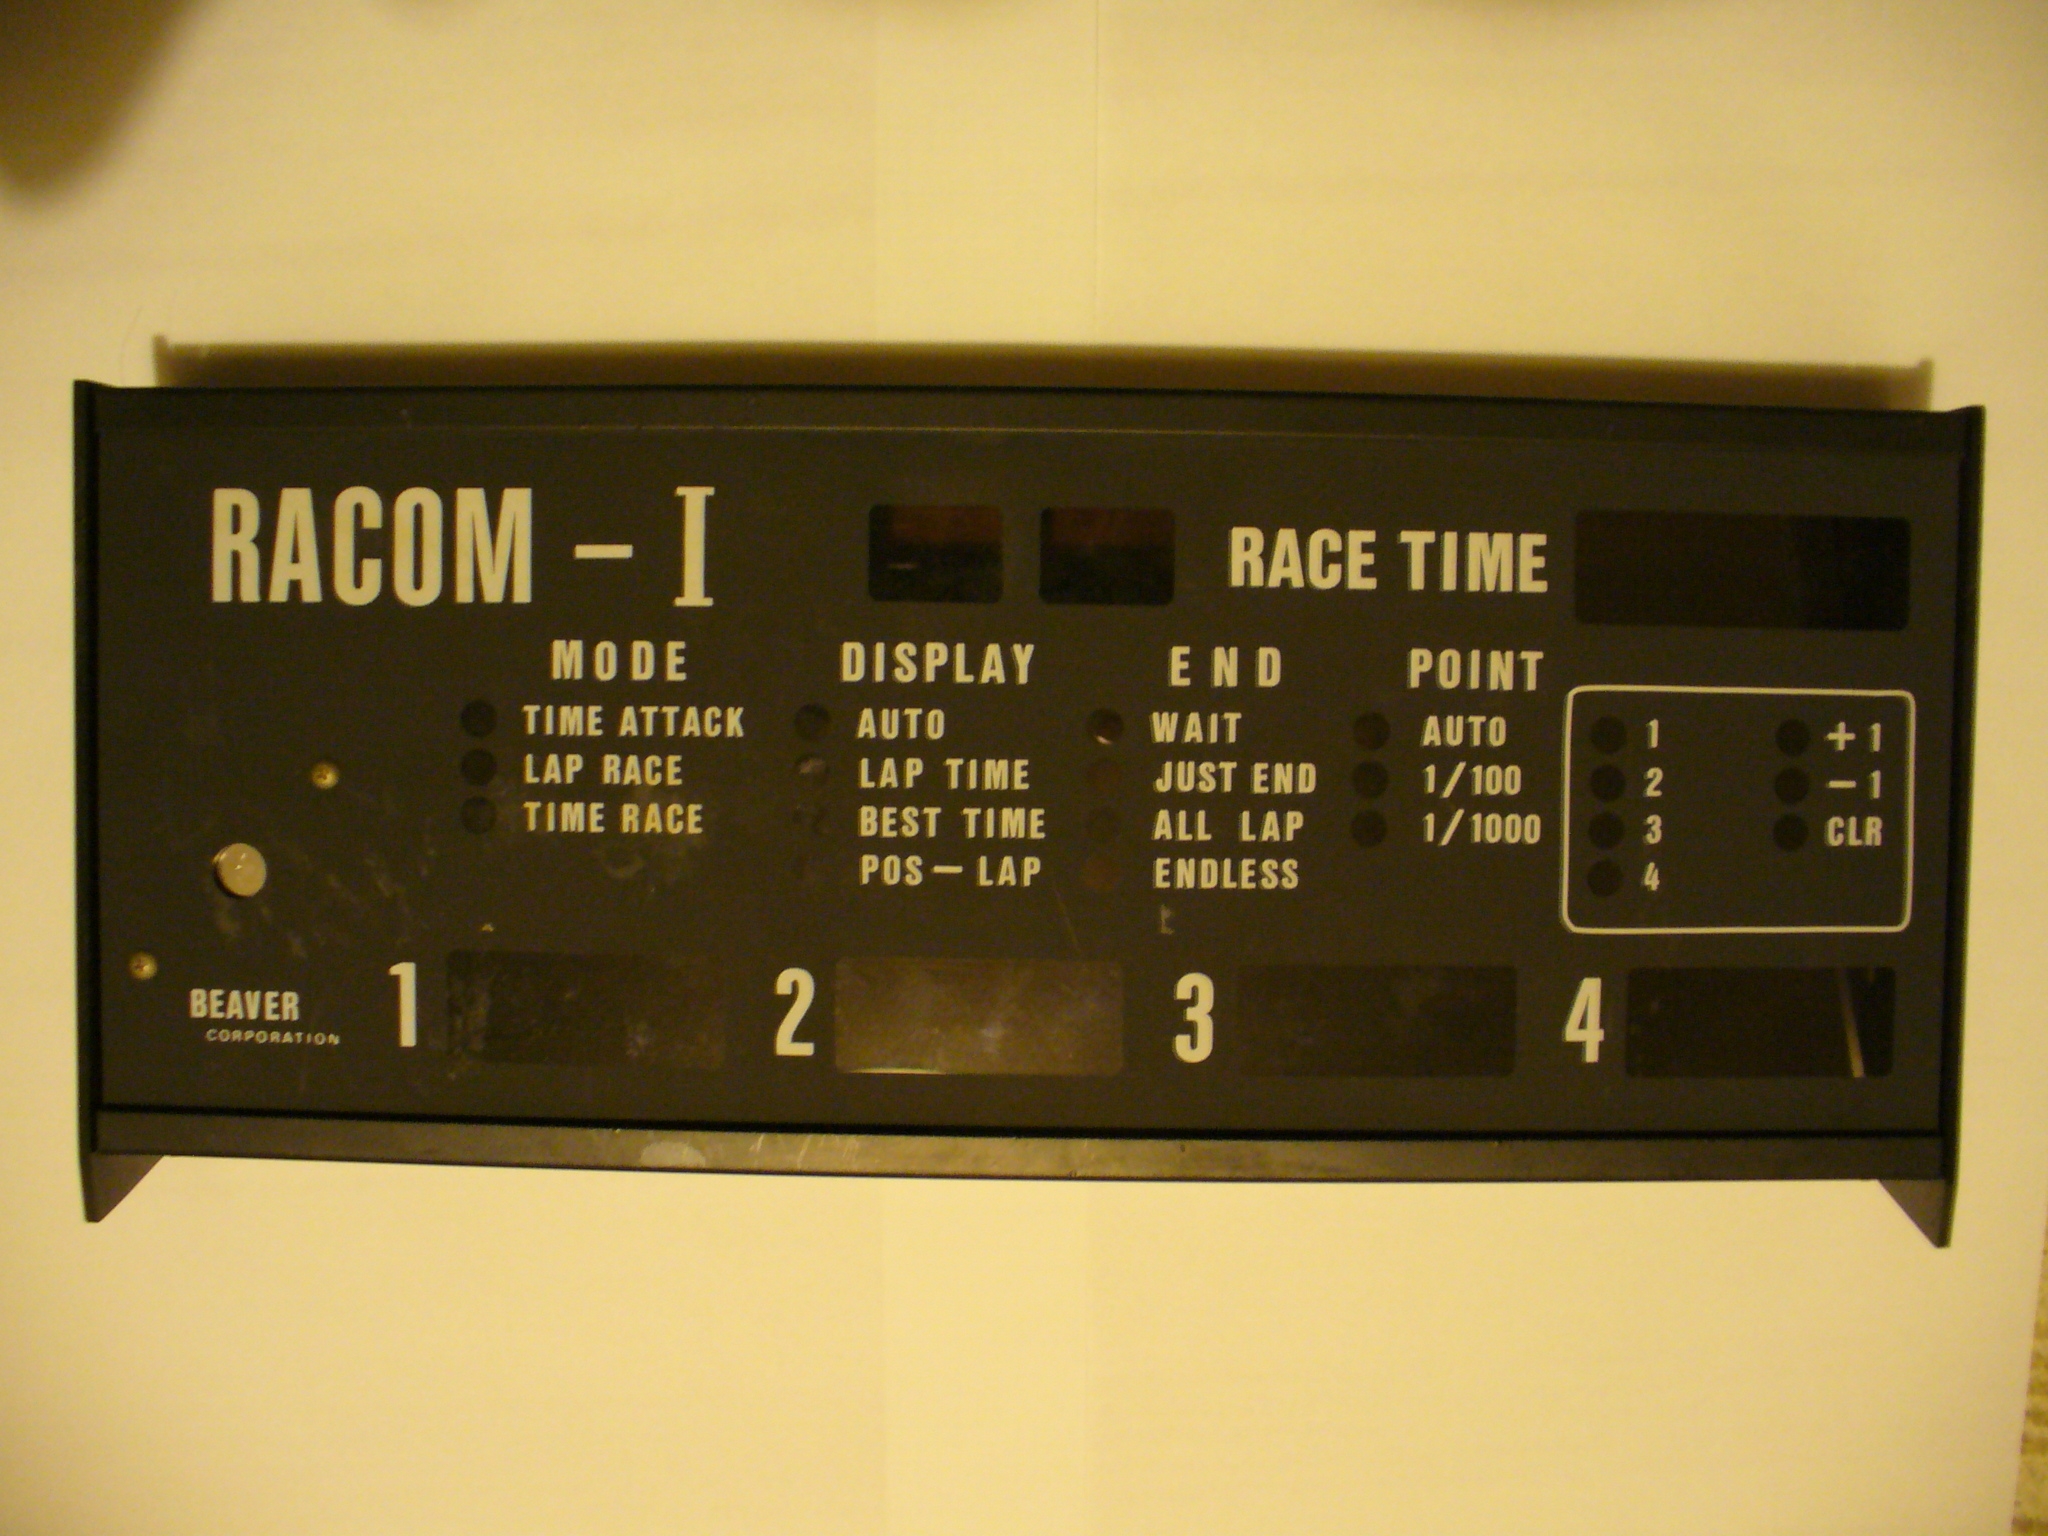 RACOM - I
RACE TIME
MODE
TIME ATTACK
LAP RACE
TIME RACE
DISPLAY
AUTO
LAP TIME
BEST TIME
POS-LAP
END
WAIT
JUST END
ALL LAP
ENDLESS
POINT
AUTO
1/100
1/1000
1
2
3
4
+1
-1
CLR
BEAVER
CORPORATION
1
2
3
4